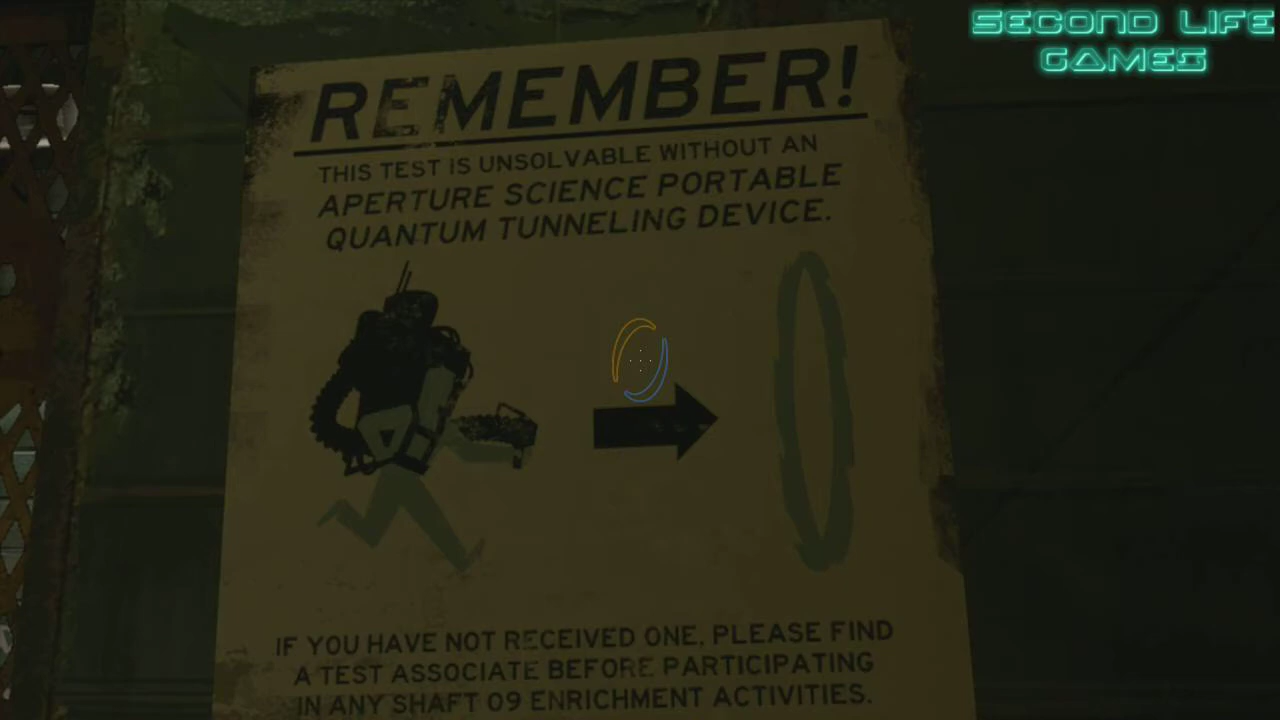 SECOND LIFE
GAMES
REMEMBER!
THIS TEST IS UNSOLVABLE WITHOUT AN
APERTURE SCIENCE PORTABLE
QUANTUM TUNNELING DEVICE.
IF YOU HAVE NOT RECEIVED ONE, PLEASE FIND
A TEST ASSOCIATE BEFORE PARTICIPATING
IN ANY SHAFT 09 ENRICHMENT ACTIVITIES.